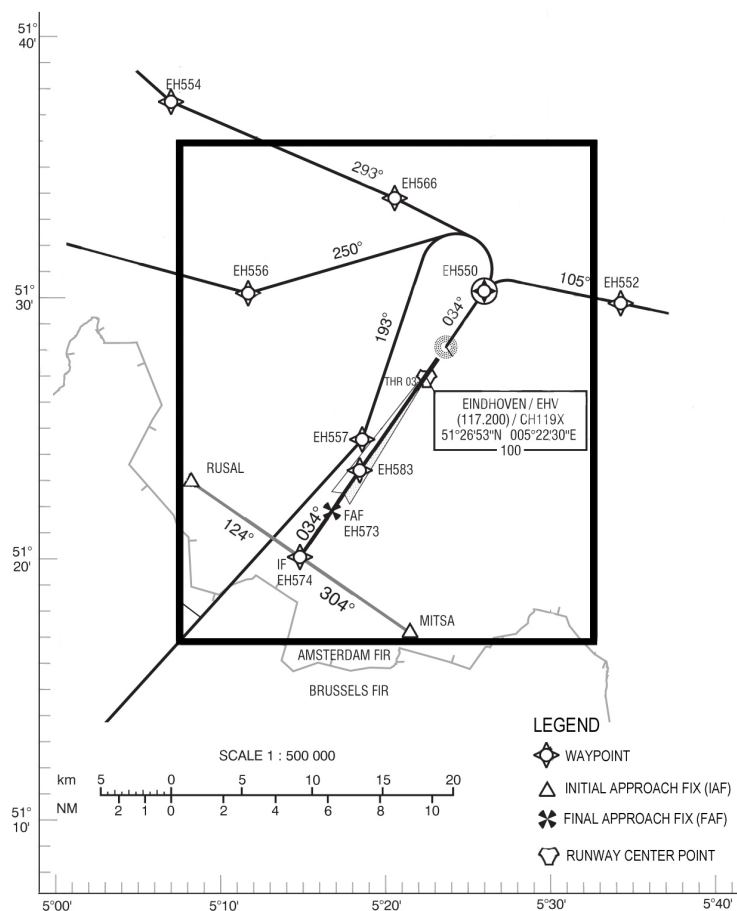 51°
40'
EH554
293°
EH566
250°
EH556
EH550
105°
EH552
51°
30'
034°
193°
THR 03
EINDHOVEN / EHV
(117.200) / CH119X
51°26'53"N 005°22'30"E
100
EH557
RUSAL
EH583
124°
034°
FAF
EH573
51°
20'
IF
EH574
304°
MITSA
AMSTERDAM FIR
BRUSSELS FIR
LEGEND
SCALE 1 : 500 000
WAYPOINT
km 5 0 5 10 15 20
INITIAL APPROACH FIX (IAF)
NM 2 1 0 2 4 6 8 10
51°
10'
FINAL APPROACH FIX (FAF)
RUNWAY CENTER POINT
5°00' 5°10' 5°20' 5°30' 5°40'